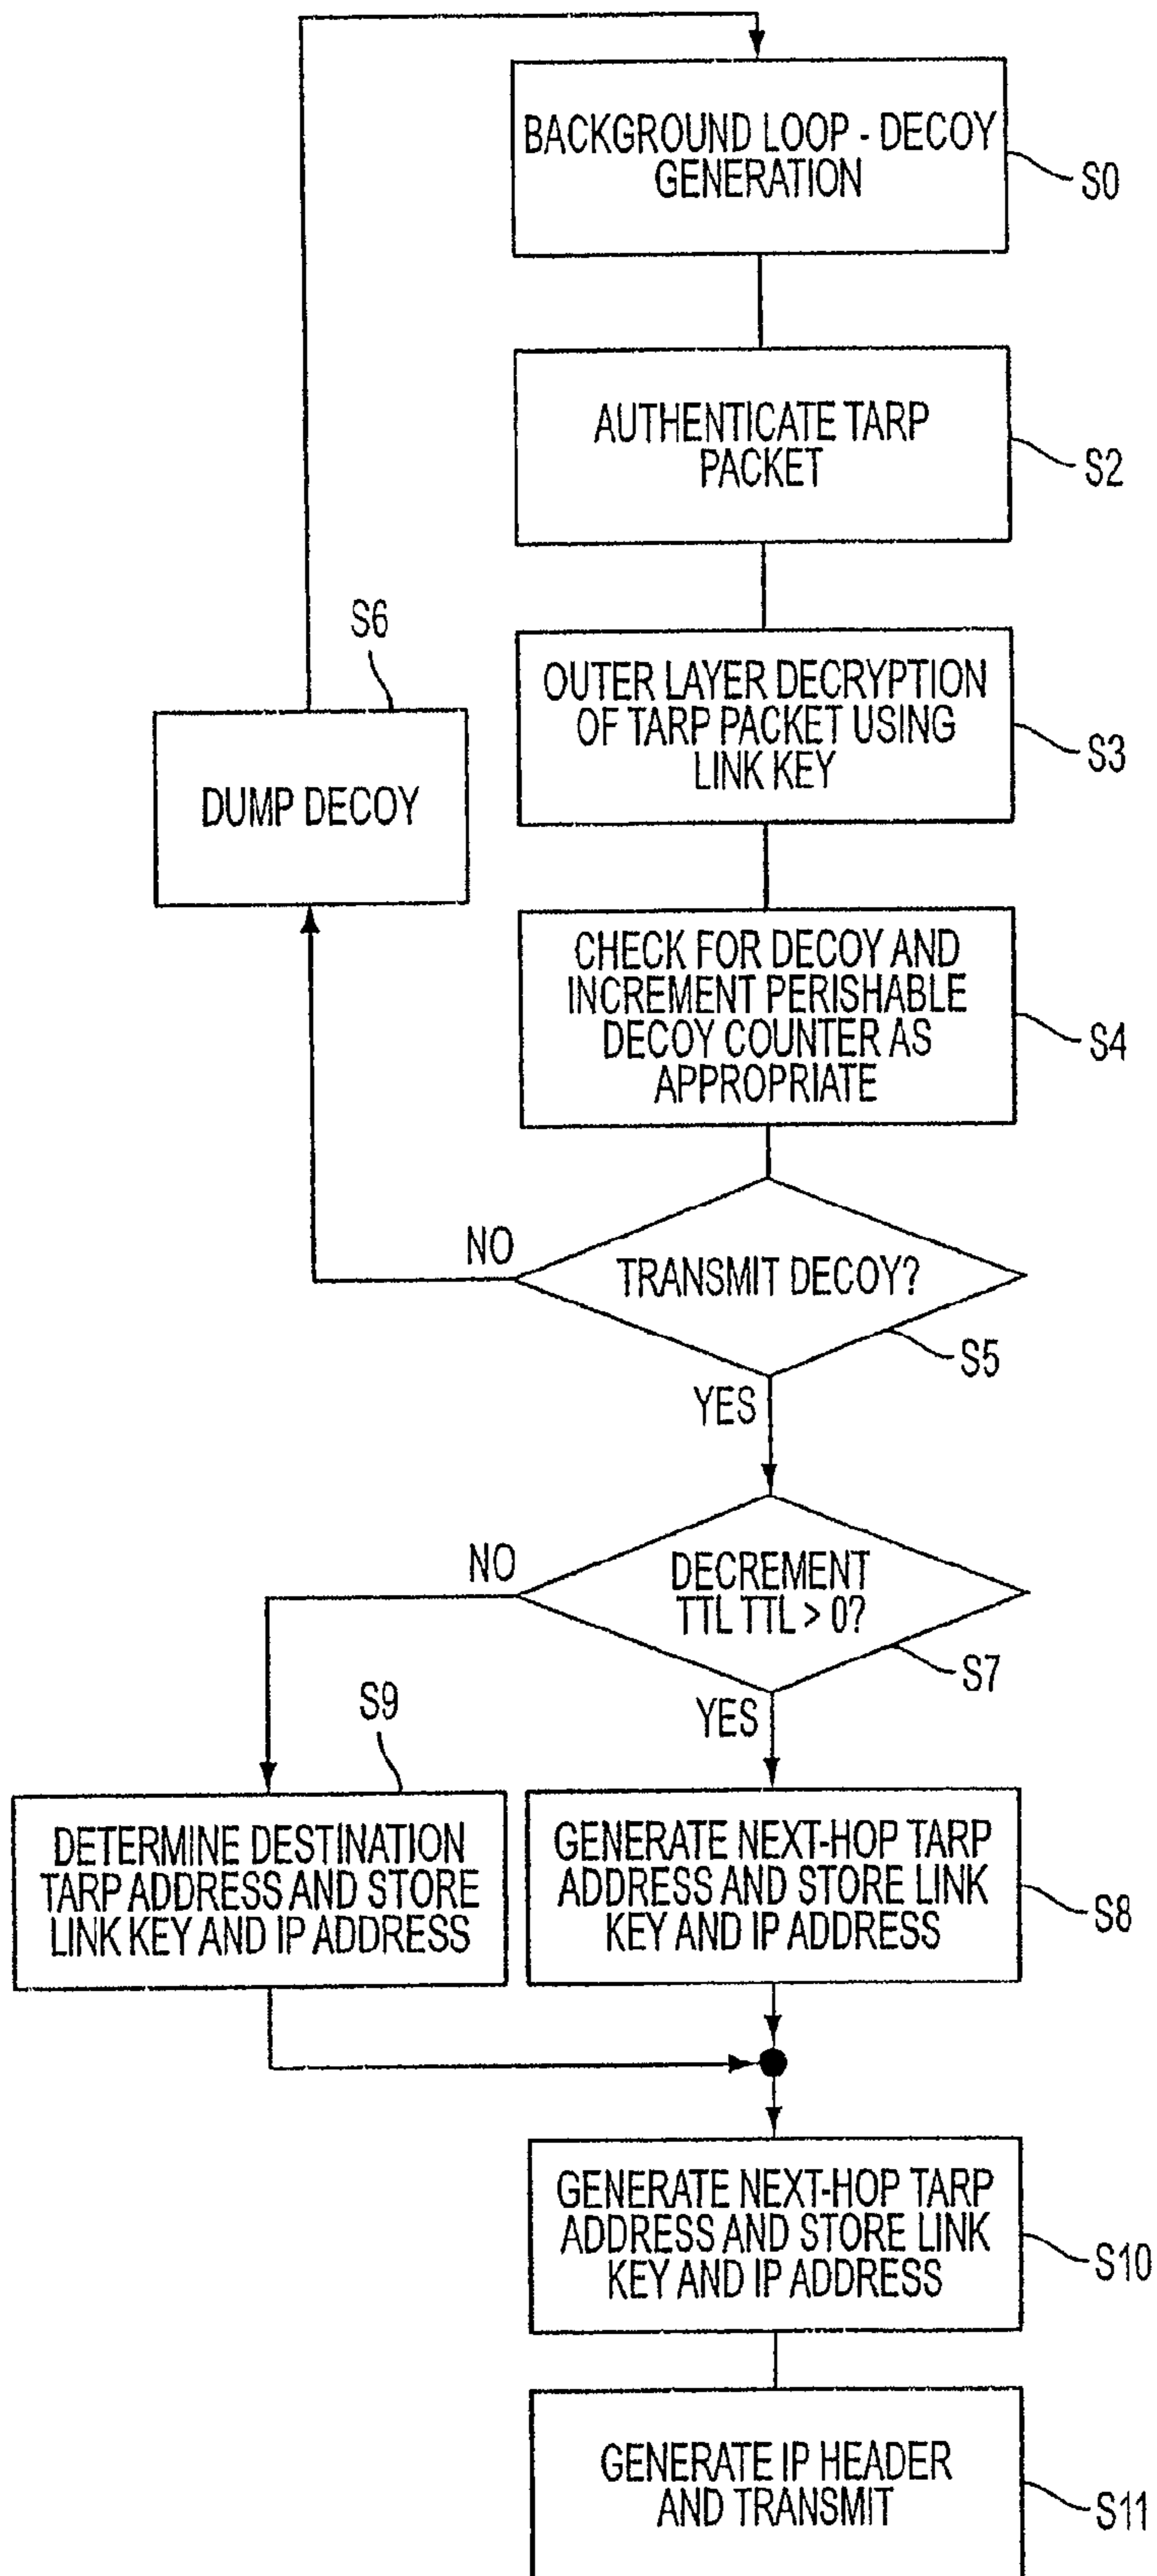 BACKGROUND LOOP - DECOY
GENERATION
S0
AUTHENTICATE TARP
PACKET
S2
OUTER LAYER DECRYPTION
OF TARP PACKET USING
LINK KEY
S3
S6
DUMP DECOY
CHECK FOR DECOY AND
INCREMENT PERISHABLE
DECOY COUNTER AS
APPROPRIATE
S4
NO
TRANSMIT DECOY?
S5
YES
NO
DECREMENT
TTL TTL > 0?
S7
YES
S9
DETERMINE DESTINATION
TARP ADDRESS AND STORE
LINK KEY AND IP ADDRESS
GENERATE NEXT-HOP TARP
ADDRESS AND STORE LINK
KEY AND IP ADDRESS
S8
GENERATE NEXT-HOP TARP
ADDRESS AND STORE LINK
KEY AND IP ADDRESS
S10
GENERATE IP HEADER
AND TRANSMIT
S11